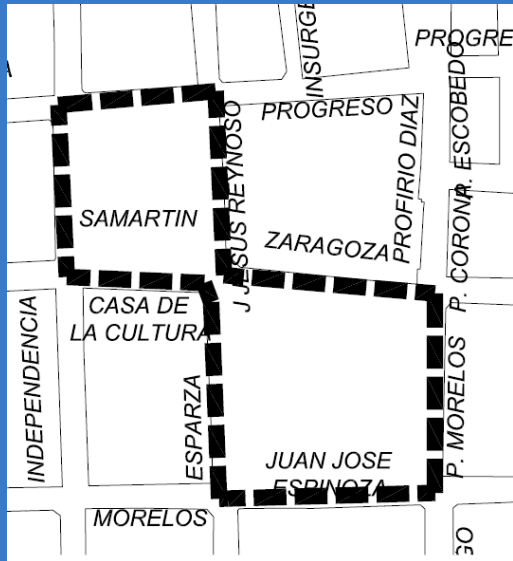 INSURGE
PROGRE
PROGRESO
J JESUS REYNOSO
PROFIRIO DIAZ
A. ESCOBEDO
SAMARTIN
ZARAGOZA
P. CORONA
CASA DE
LA CULTURA
INDEPENDENCIA
ESPARZA
P. MORELOS
JUAN JOSE
ESPINOZA
MORELOS
GO